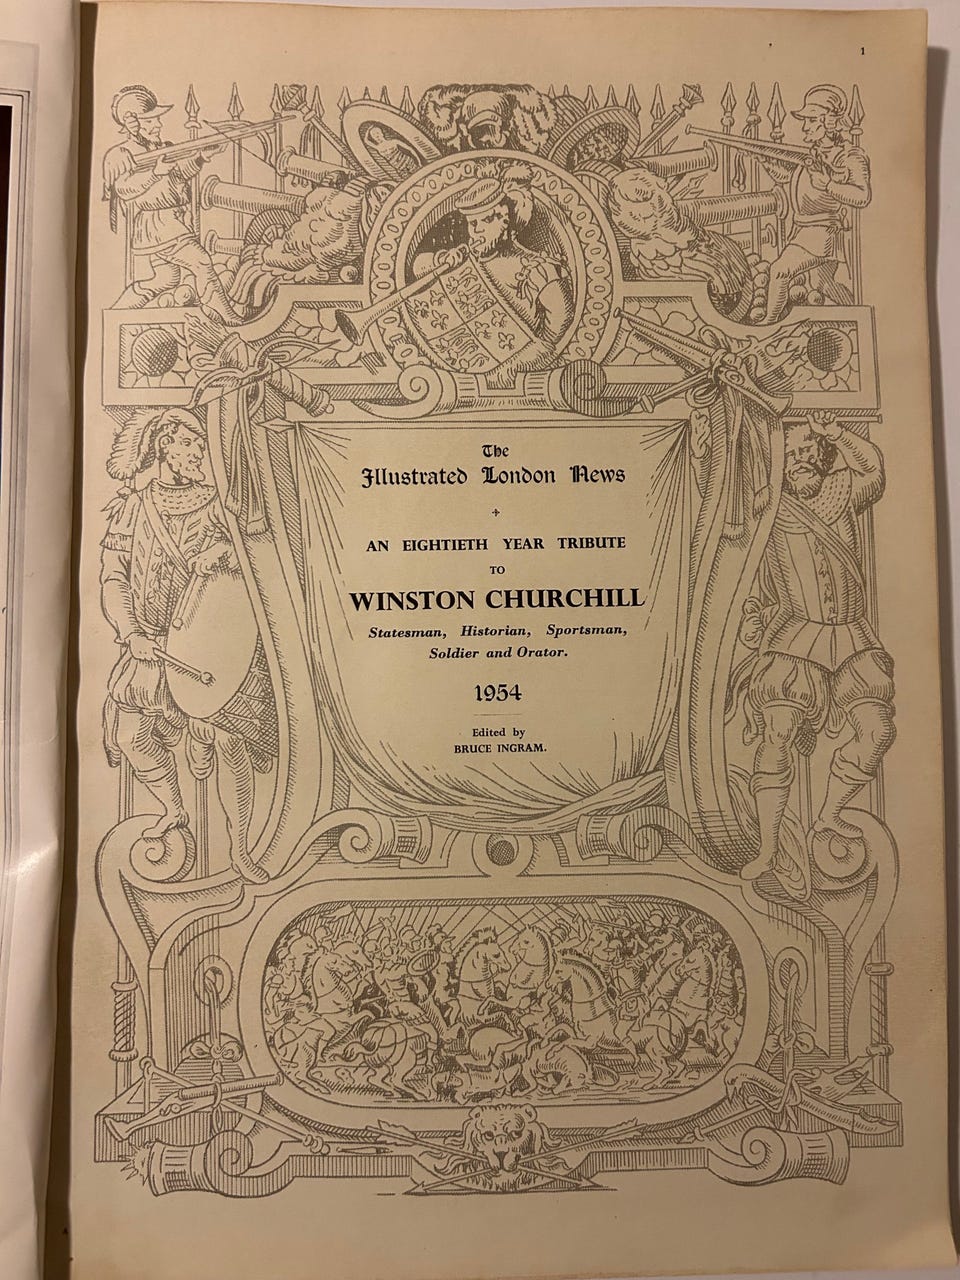 1
The
Illustrated London News
AN EIGHTIETH YEAR TRIBUTE
TO
WINSTON CHURCHILL
Statesman, Historian, Sportsman,
Soldier and Orator.
1954
Edited by
BRUCE INGRAM.